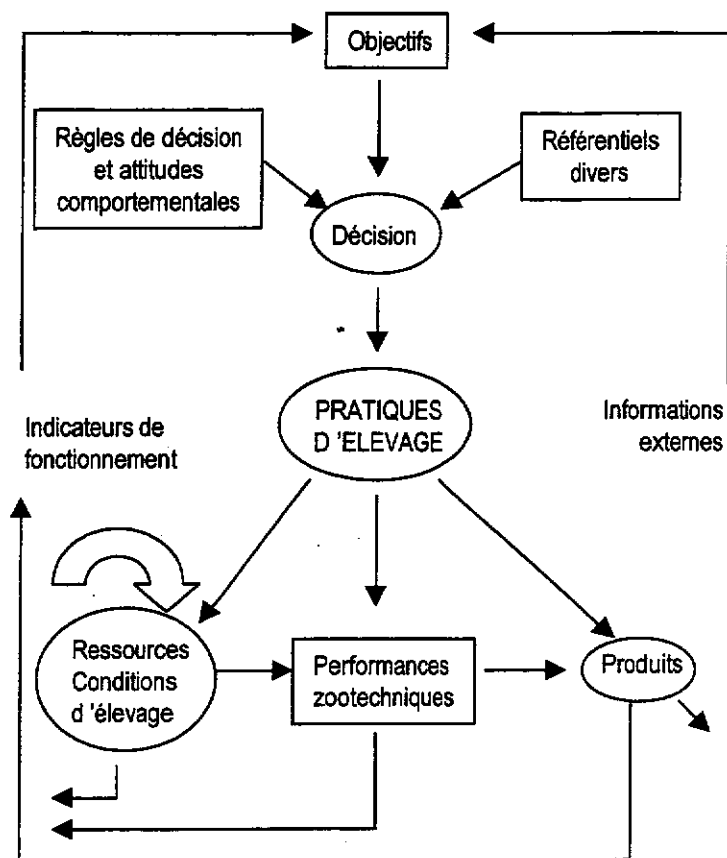 Objectifs
Règles de décision
et attitudes
comportementales
Référentiels
divers
Décision
PRATIQUES
D 'ELEVAGE
Indicateurs de
fonctionnement
Informations
externes
Ressources
Conditions
d 'élevage
Performances
zootechniques
Produits